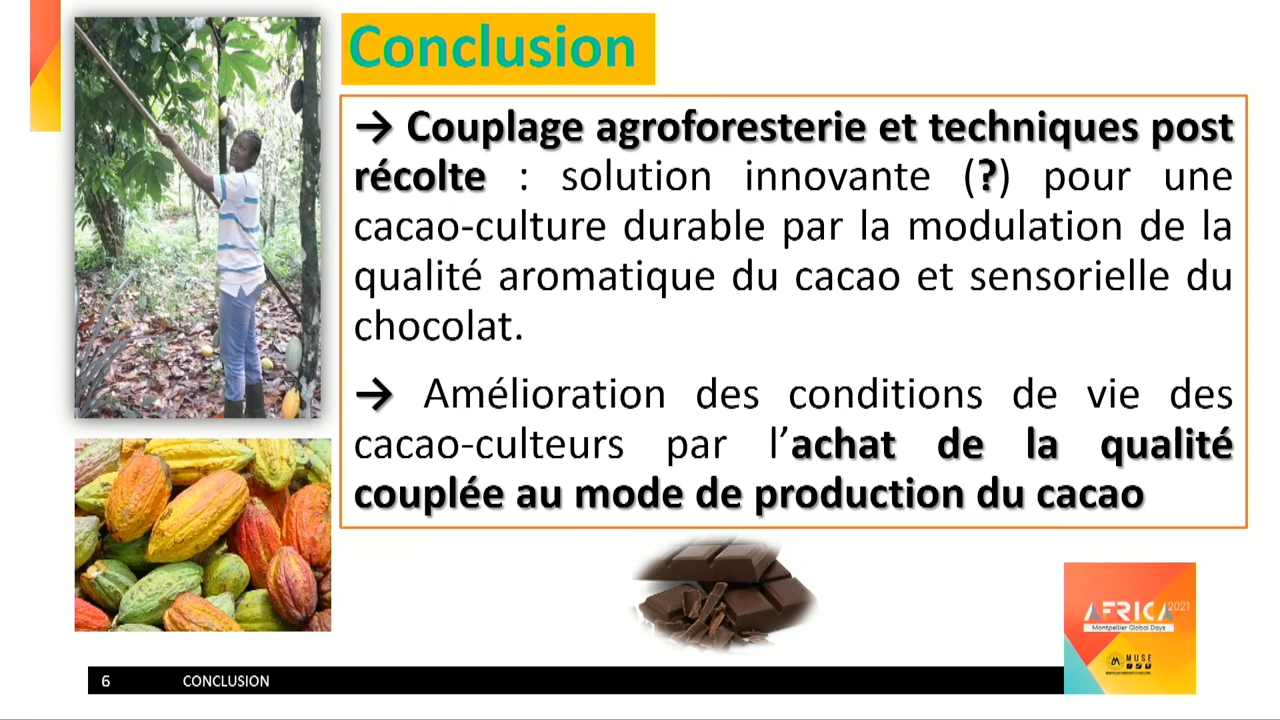 Conclusion
→ Couplage agroforesterie et techniques post
récolte : solution innovante (?) pour une
cacao-culture durable par la modulation de la
qualité aromatique du cacao et sensorielle du
chocolat.
→ Amélioration des conditions de vie des
cacao-culteurs par l’achat de la qualité
couplée au mode de production du cacao
AFRICA 2021
Montpellier Global Days
MUSE
6 CONCLUSION